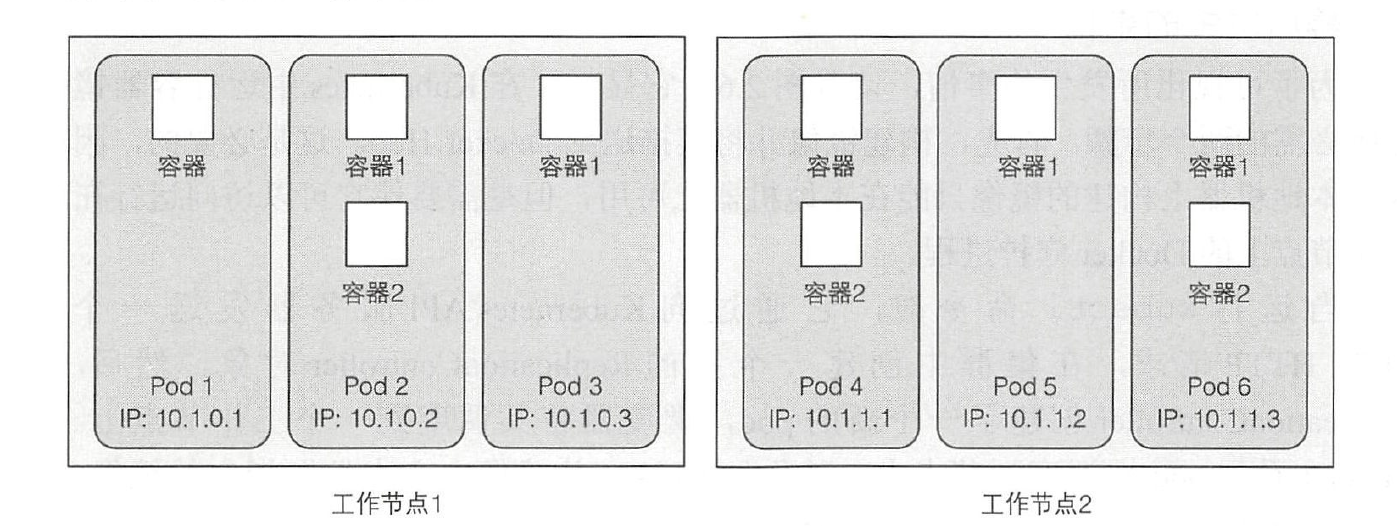 容器
容器1
容器1
容器2
Pod 1
IP: 10.1.0.1
Pod 2
IP: 10.1.0.2
Pod 3
IP: 10.1.0.3
工作节点1
容器
容器1
容器1
容器2
容器2
Pod 4
IP: 10.1.1.1
Pod 5
IP: 10.1.1.2
Pod 6
IP: 10.1.1.3
工作节点2